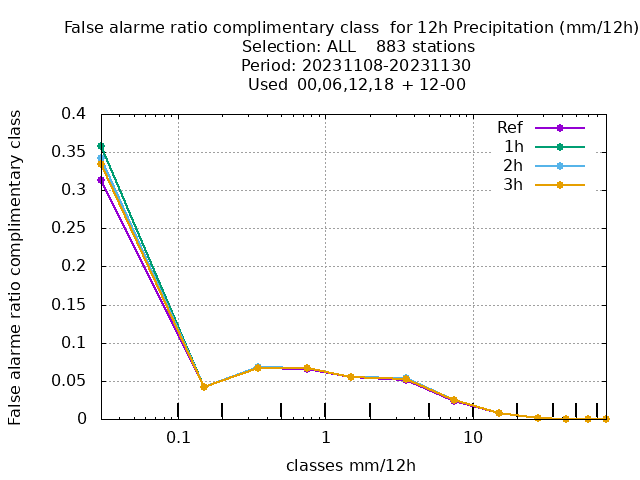 False alarme ratio complimentary class  for 12h Precipitation (mm/12h)
Selection: ALL    883 stations
Period: 20231108-20231130
Used  00,06,12,18  + 12-00
False alarme ratio complimentary class
0.4
0.35
0.3
0.25
0.2
0.15
0.1
0.05
0
Ref
1h
2h
3h
0.1
1
10
classes mm/12h